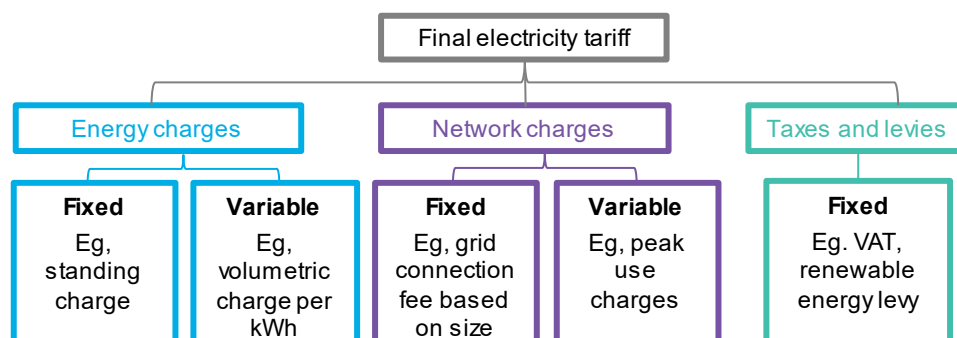 Final electricity tariff
Energy charges
Network charges
Taxes and levies
Fixed
Eg,
standing
charge
Variable
Eg,
volumetric
charge per
kWh
Fixed
Eg, grid
connection
fee based
on size
Variable
Eg, peak
use
charges
Fixed
Eg. VAT,
renewable
energy levy